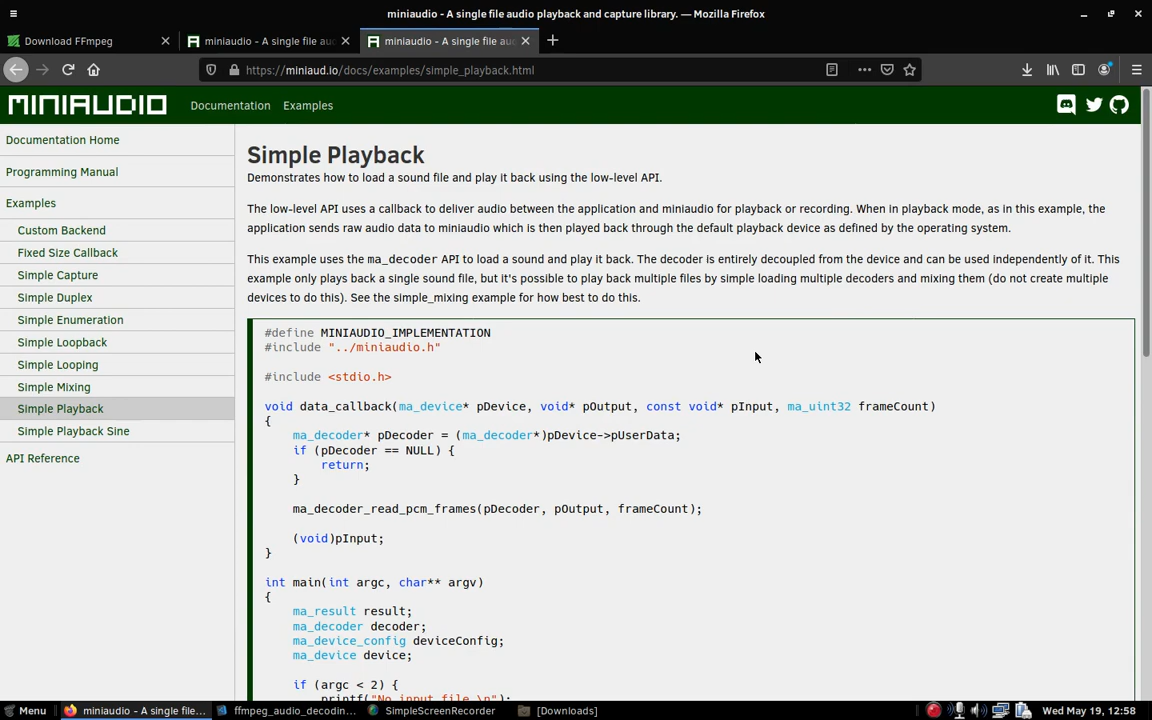 miniaudio - A single file audio playback and capture library. — Mozilla Firefox
Download FFmpeg
miniaudio - A single file au
miniaudio - A single file au
https://miniaud.io/docs/examples/simple_playback.html
MINIAUDIO
Documentation
Examples
Documentation Home
Programming Manual
Examples
Custom Backend
Fixed Size Callback
Simple Capture
Simple Duplex
Simple Enumeration
Simple Loopback
Simple Looping
Simple Mixing
Simple Playback
Simple Playback Sine
API Reference
Simple Playback
Demonstrates how to load a sound file and play it back using the low-level API.
The low-level API uses a callback to deliver audio between the application and miniaudio for playback or recording. When in playback mode, as in this example, the
application sends raw audio data to miniaudio which is then played back through the default playback device as defined by the operating system.
This example uses the ma_decoder API to load a sound and play it back. The decoder is entirely decoupled from the device and can be used independently of it. This
example only plays back a single sound file, but it's possible to play back multiple files by simple loading multiple decoders and mixing them (do not create multiple
devices to do this). See the simple_mixing example for how best to do this.
#define MINIAUDIO_IMPLEMENTATION
#include "../miniaudio.h"
#include <stdio.h>
void data_callback(ma_device* pDevice, void* pOutput, const void* pInput, ma_uint32 frameCount)
{
ma_decoder* pDecoder = (ma_decoder*)pDevice->pUserData;
if (pDecoder == NULL) {
return;
}
ma_decoder_read_pcm_frames(pDecoder, pOutput, frameCount);
(void)pInput;
}
int main(int argc, char** argv)
{
ma_result result;
ma_decoder decoder;
ma_device_config deviceConfig;
ma_device device;
if (argc < 2) {
printf("No input file.\n");
Menu
miniaudio - A single file...
ffmpeg_audio_decodin...
SimpleScreenRecorder
[Downloads]
Wed May 19, 12:58